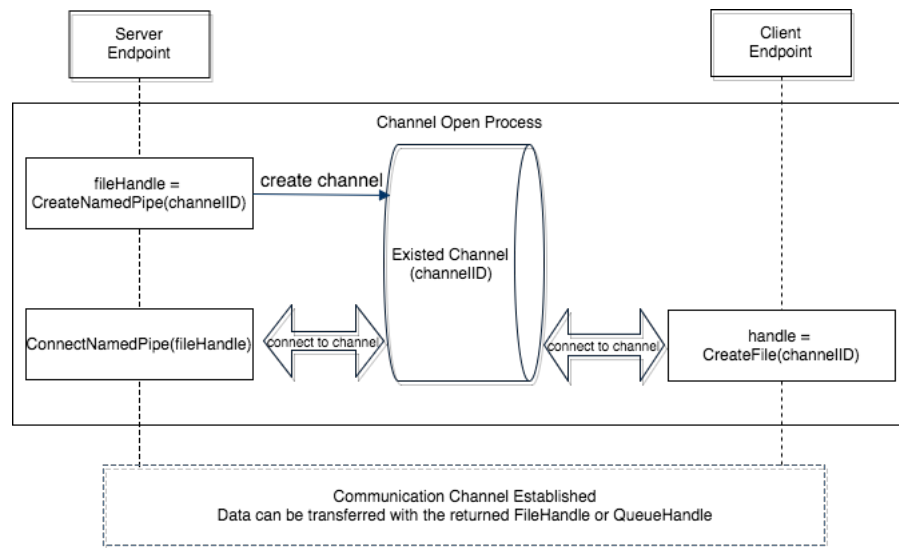 Server
Endpoint
Client
Endpoint
Channel Open Process
fileHandle =
CreateNamedPipe(channelID)
create channel
Existed Channel
(channelID)
ConnectNamedPipe(fileHandle)
connect to channel
connect to channel
handle =
CreateFile(channelID)
Communication Channel Established
Data can be transferred with the returned FileHandle or QueueHandle